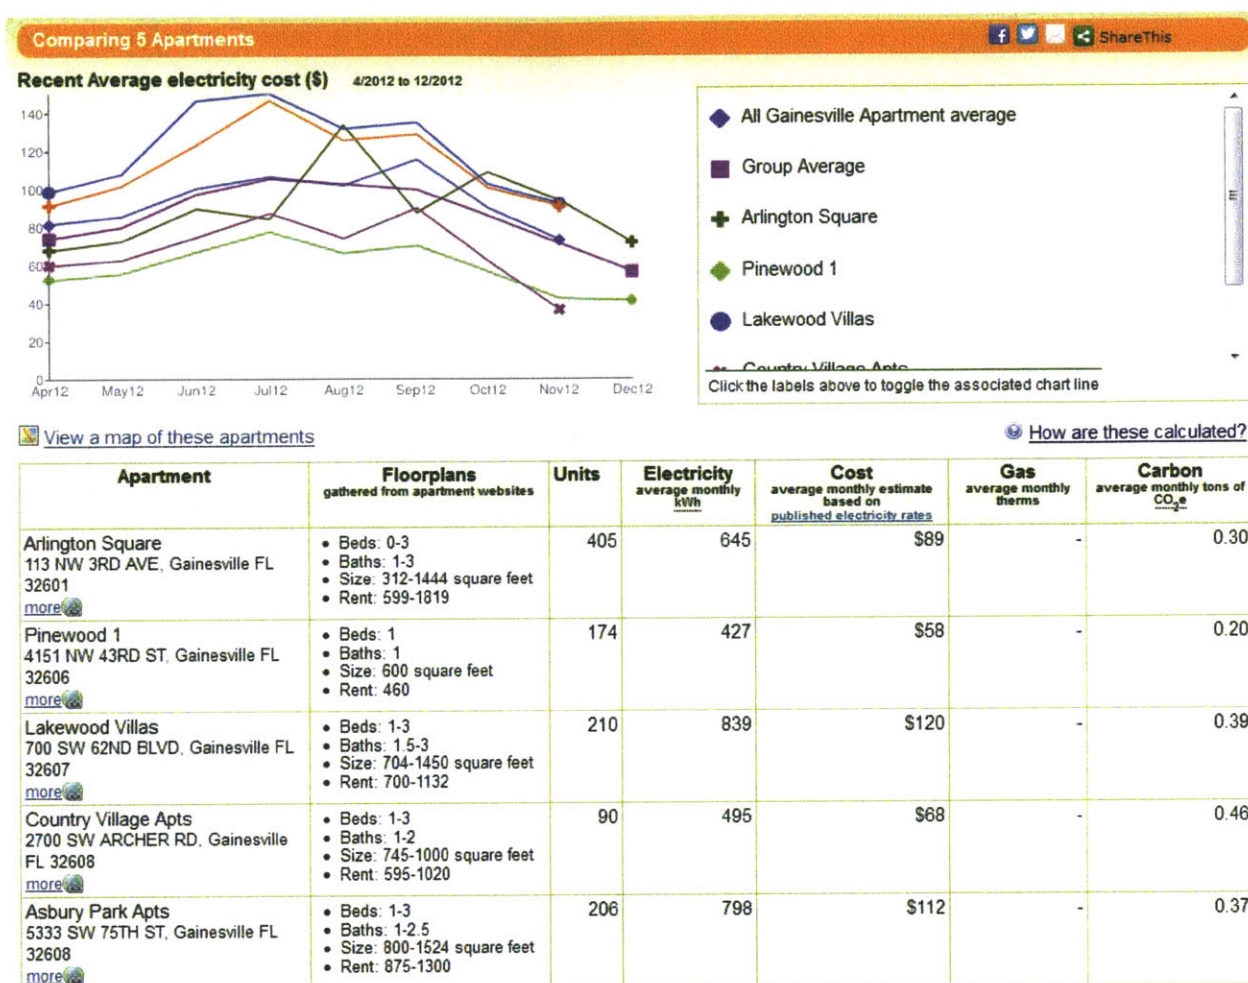 Comparing 5 Apartments
ShareThis
Recent Average electricity cost ($) 4/2012 to 12/2012
140
120
100
80
60
40
20
0
Apr12 May12 Jun12 Jul12 Aug12 Sep12 Oct12 Nov12 Dec12
All Gainesville Apartment average
Group Average
Arlington Square
Pinewood 1
Lakewood Villas
Country Village Apts
Click the labels above to toggle the associated chart line
View a map of these apartments
How are these calculated?
Apartment Floorplans Units Electricity Cost Gas Carbon
gathered from apartment websites average monthly average monthly estimate average monthly average monthly tons of
kWh based on therms CO₂e
published electricity rates
Arlington Square • Beds: 0-3 405 645 $89 - 0.30
113 NW 3RD AVE, Gainesville FL • Baths: 1-3
32601 • Size: 312-1444 square feet
more • Rent: 599-1819
Pinewood 1 • Beds: 1 174 427 $58 - 0.20
4151 NW 43RD ST, Gainesville FL • Baths: 1
32606 • Size: 600 square feet
more • Rent: 460
Lakewood Villas • Beds: 1-3 210 839 $120 - 0.39
700 SW 62ND BLVD, Gainesville FL • Baths: 1.5-3
32607 • Size: 704-1450 square feet
more • Rent: 700-1132
Country Village Apts • Beds: 1-3 90 495 $68 - 0.46
2700 SW ARCHER RD, Gainesville • Baths: 1-2
FL 32608 • Size: 745-1000 square feet
more • Rent: 595-1020
Asbury Park Apts • Beds: 1-3 206 798 $112 - 0.37
5333 SW 75TH ST, Gainesville FL • Baths: 1-2.5
32608 • Size: 800-1524 square feet
more • Rent: 875-1300